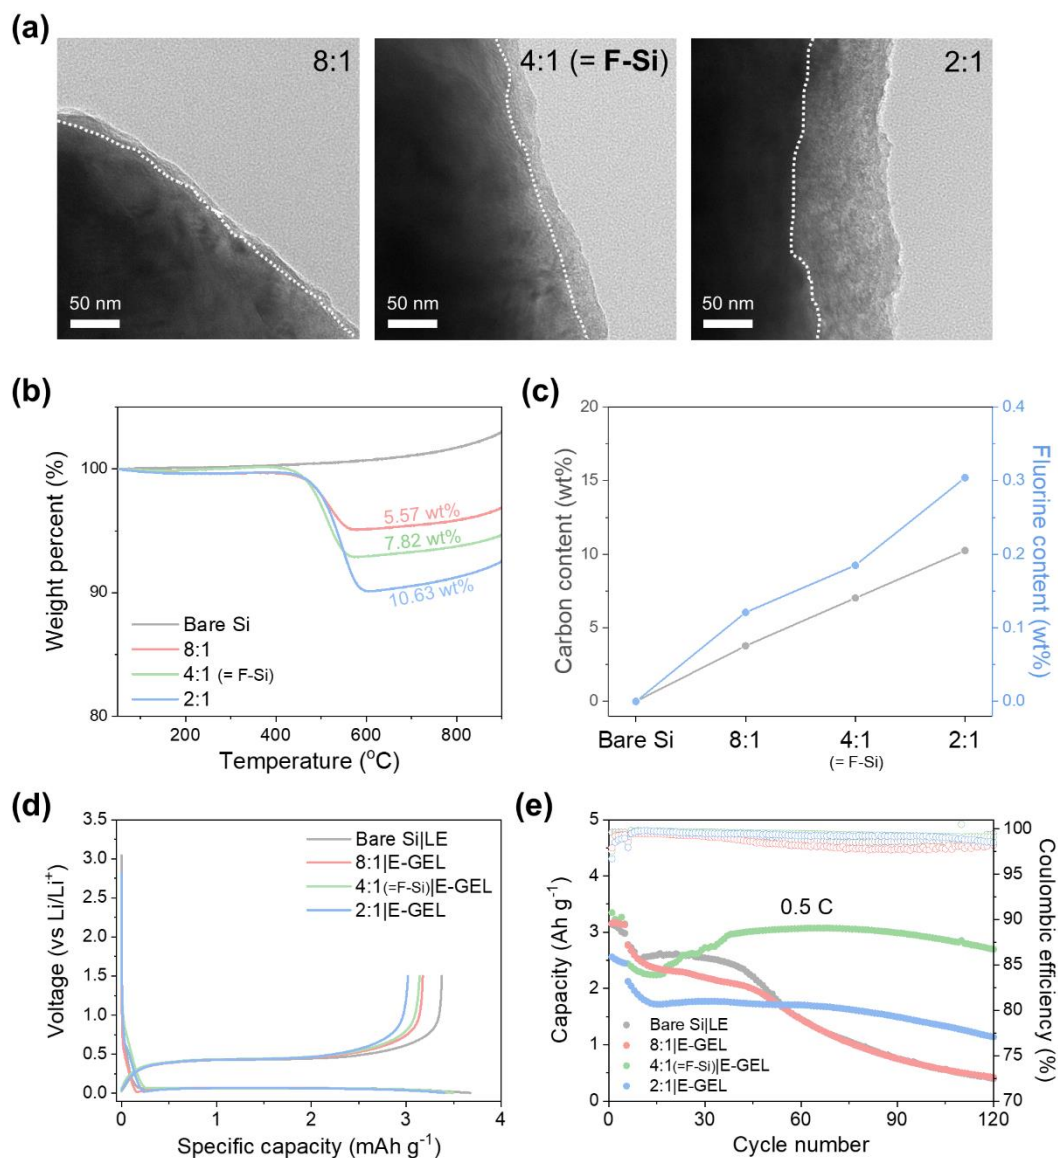 (a)
8:1
50 nm
4:1 (= F-Si)
50 nm
2:1
50 nm
(b)
Weight percent (%)
100
90
80
5.57 wt%
7.82 wt%
10.63 wt%
Bare Si
8:1
4:1 (= F-Si)
2:1
200
400
600
800
Temperature (°C)
(c)
Carbon content (wt%)
20
15
10
5
0
0.4
0.3
0.2
0.1
0.0
Fluorine content (wt%)
Bare Si
8:1
4:1
(= F-Si)
2:1
(d)
Voltage (vs Li/Li⁺)
3.5
3.0
2.5
2.0
1.5
1.0
0.5
0.0
Bare Si|LE
8:1|E-GEL
4:1(=F-Si)|E-GEL
2:1|E-GEL
0
1
2
3
4
Specific capacity (mAh g⁻¹)
(e)
Capacity (Ah g⁻¹)
5
4
3
2
1
0
0.5 C
Bare Si|LE
8:1|E-GEL
4:1(=F-Si)|E-GEL
2:1|E-GEL
100
95
90
85
80
75
70
Coulombic efficiency (%)
0
30
60
90
120
Cycle number